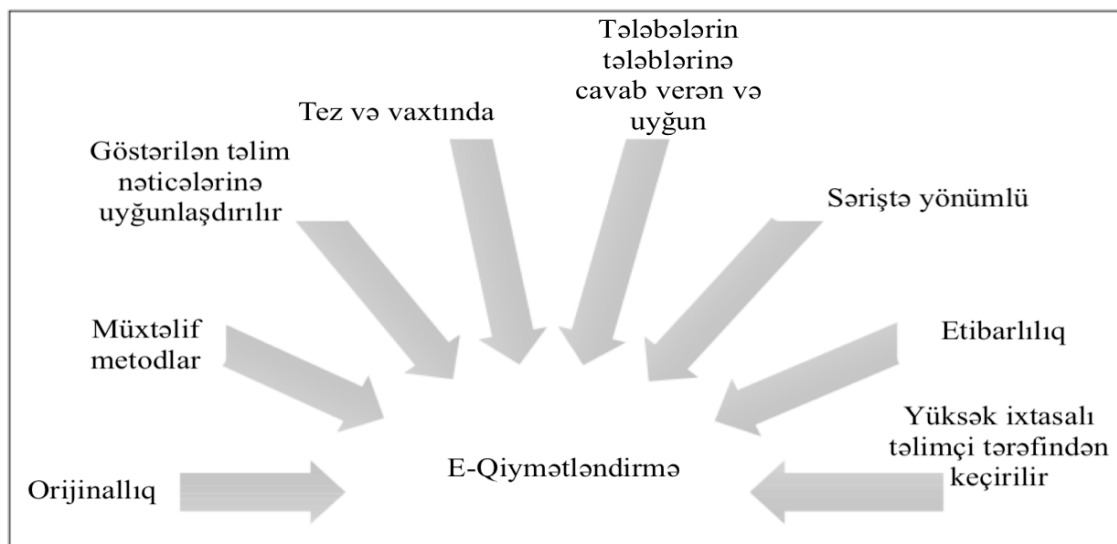 Tələbələrin
tələblərinə
cavab verən və
uyğun
Tez və vaxtında
Göstərilən təlim
nəticələrinə
uyğunlaşdırılır
Səriştə yönümlü
Müxtəlif
metodlar
Etibarlılıq
Yüksək ixtasalı
təlimçi tərəfindən
keçirilir
E-Qiymətləndirmə
Orijinallıq